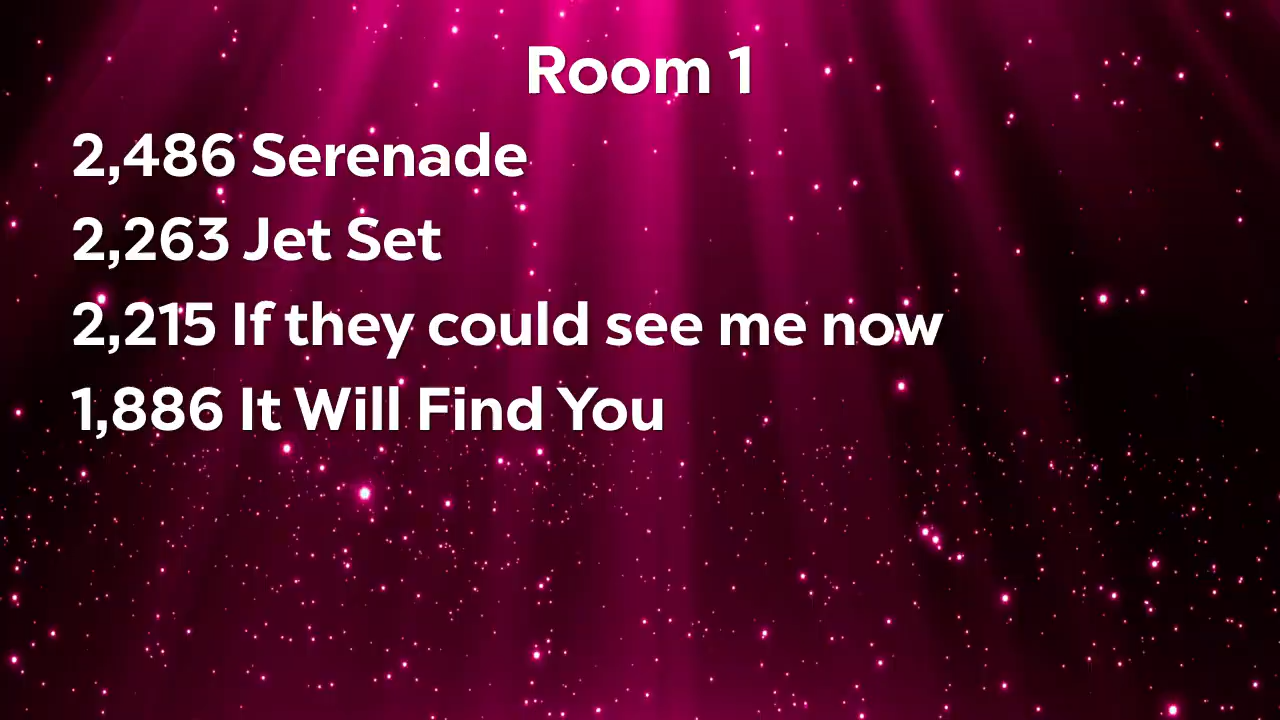 Room 1
2,486 Serenade
2,263 Jet Set
2,215 If they could see me now
1,886 It Will Find You